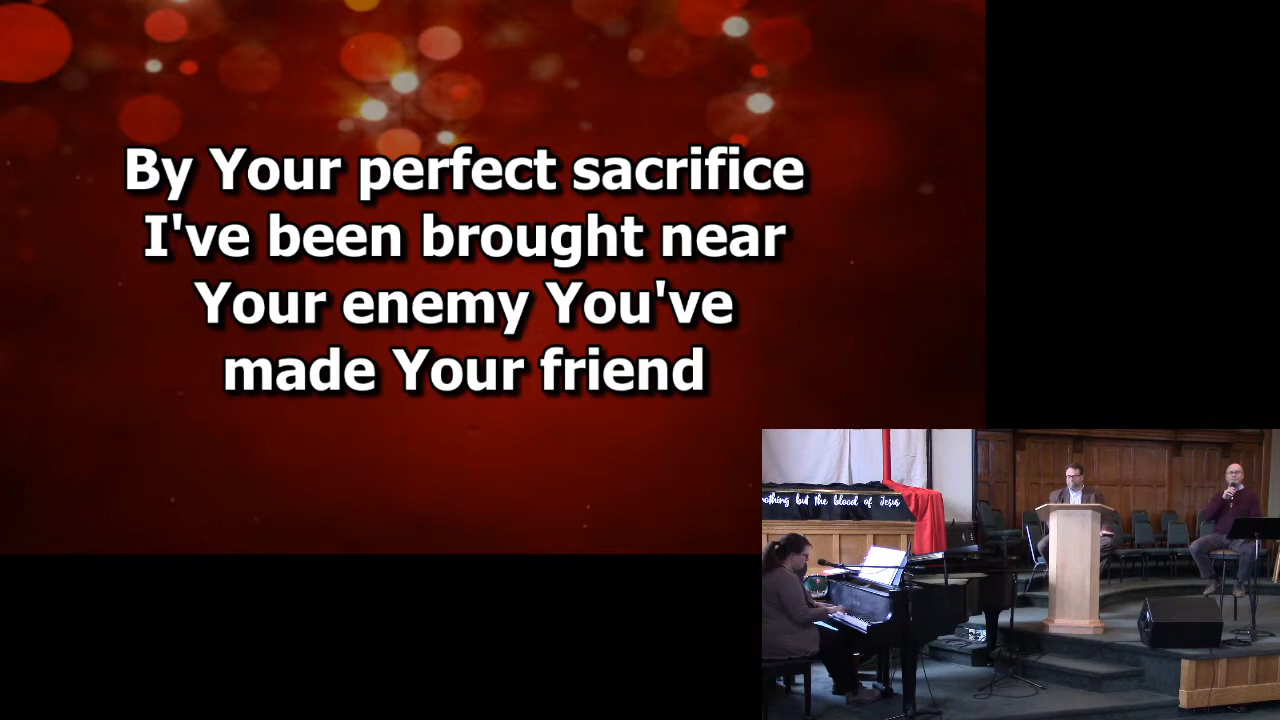 By Your perfect sacrifice
I've been brought near
Your enemy You've
made Your friend
nothing but the blood of Jesus